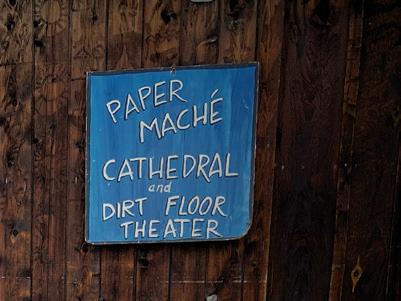 PAPER
MACHÉ
CATHEDRAL
and
DIRT FLOOR
THEATER